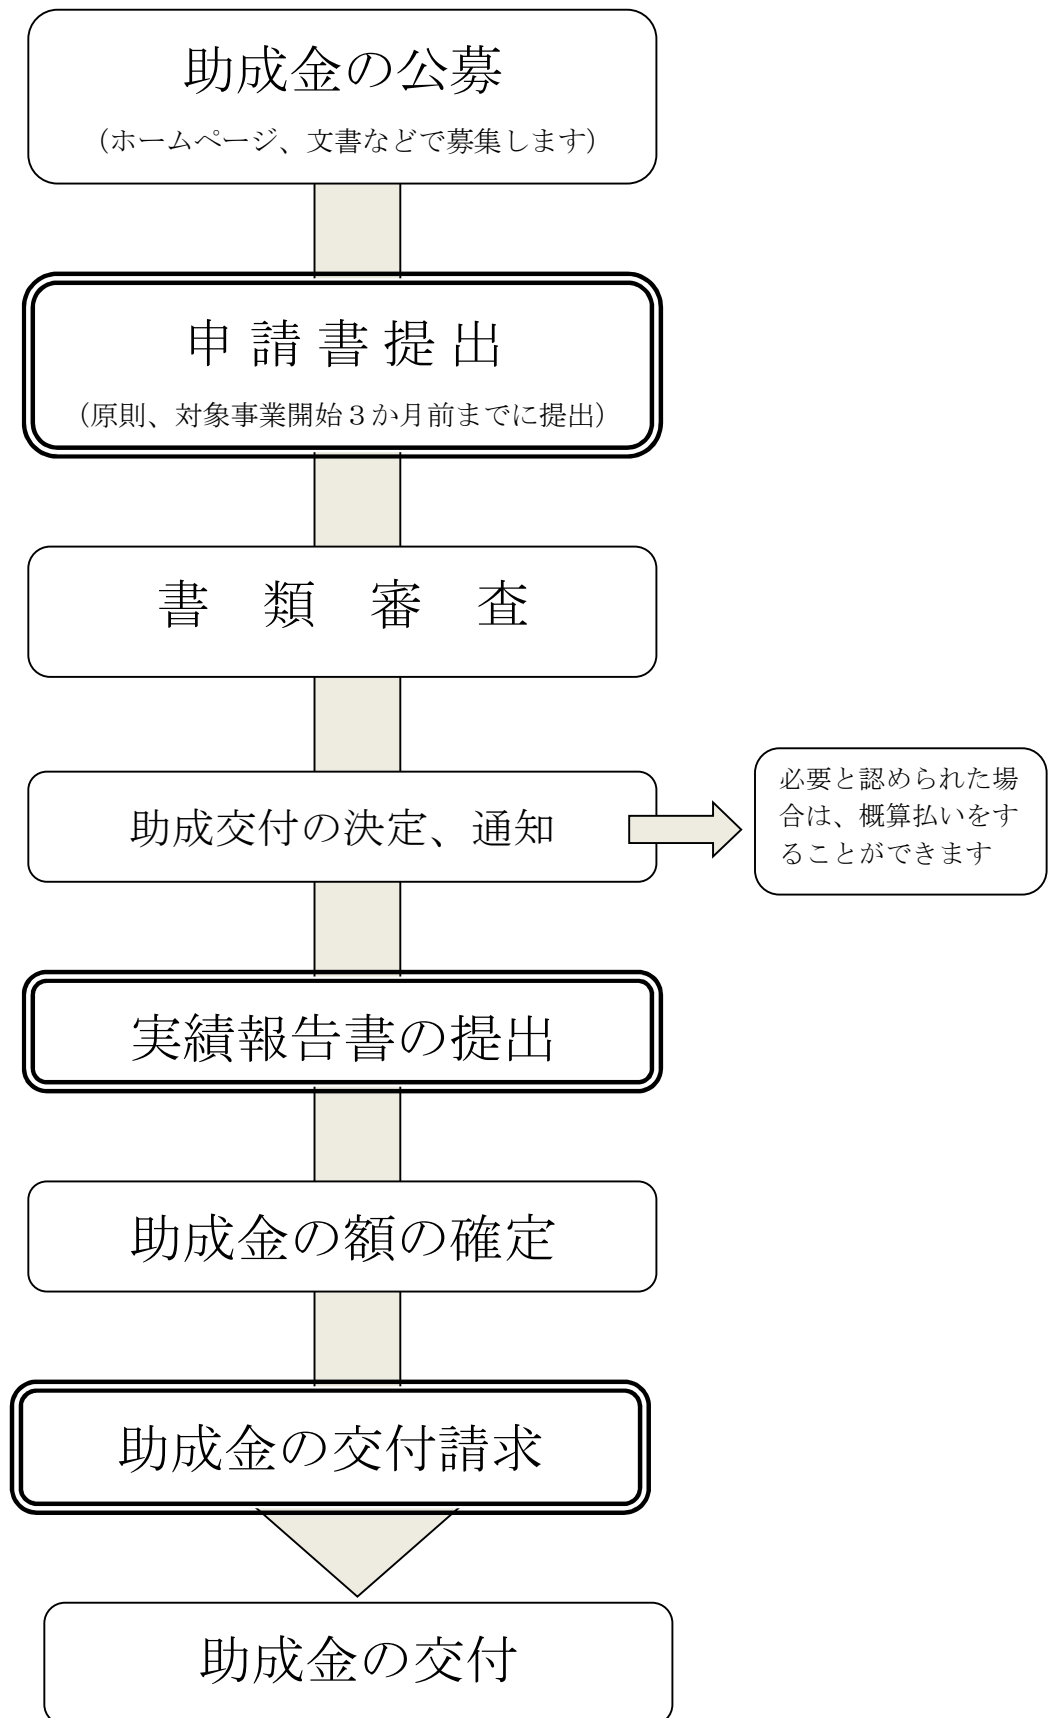 助成金の公募
（ホームページ、文書などで募集します）
申請書提出
（原則、対象事業開始３か月前までに提出）
書　類　審　査
助成交付の決定、通知
必要と認められた場
合は、概算払いをす
ることができます
実績報告書の提出
助成金の額の確定
助成金の交付請求
助成金の交付